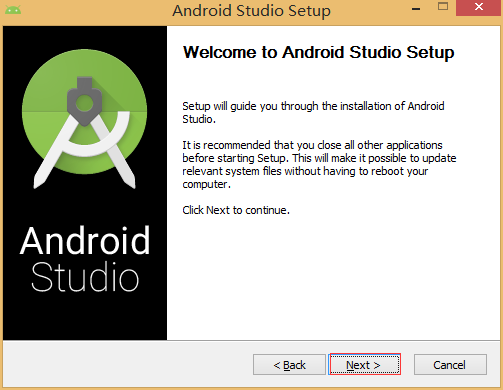 Android Studio Setup
Welcome to Android Studio Setup
Setup will guide you through the installation of Android
Studio.
It is recommended that you close all other applications
before starting Setup. This will make it possible to update
relevant system files without having to reboot your
computer.
Click Next to continue.
Android
Studio
< Back
Next >
Cancel